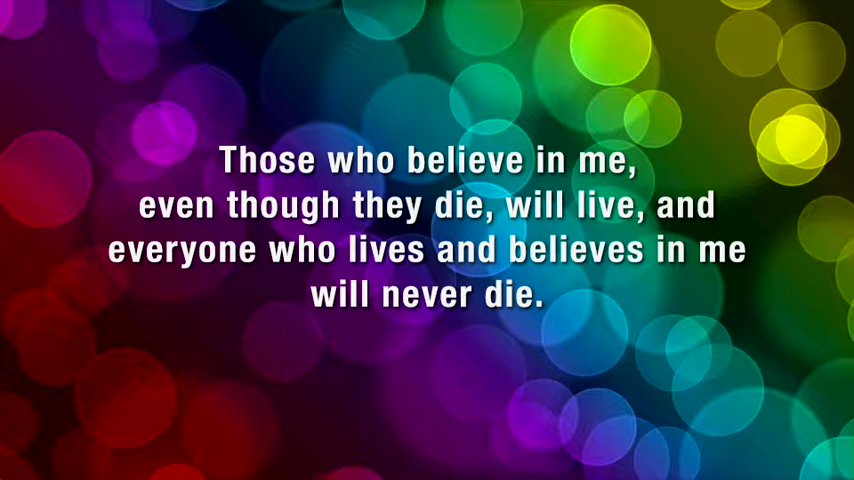 Those who believe in me,
even though they die, will live, and
everyone who lives and believes in me
will never die.